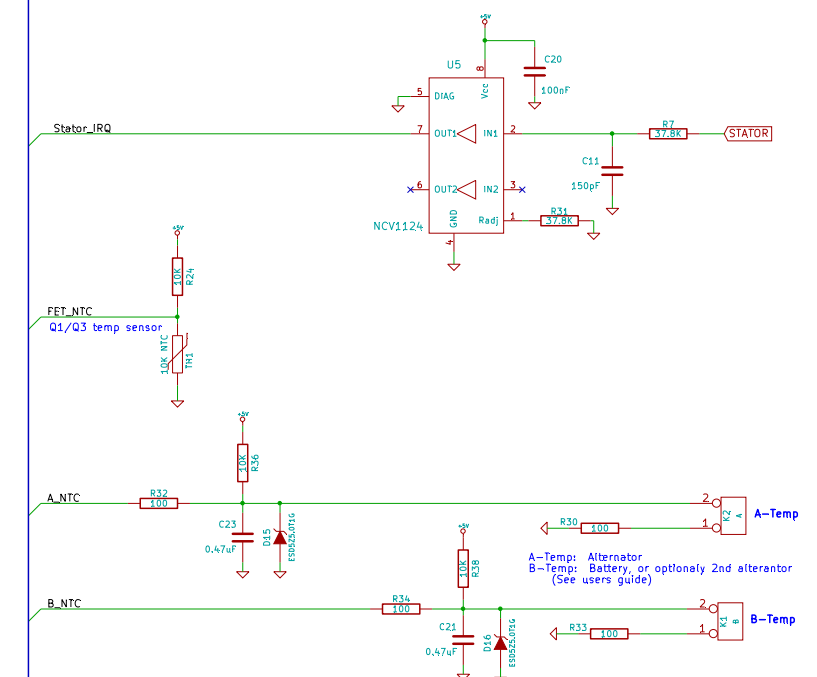 +5V
U5
C20
100nF
8
Vcc
5
DIAG
Stator_IRQ
7
OUT1
IN1
2
R7
37.8K
STATOR
C11
150pF
6
OUT2
IN2
3
GND
Radj
1
R31
37.8K
NCV1124
4
+5V
10K
R24
FET_NTC
Q1/Q3 temp sensor
10K NTC
TH1
+5V
10K
R36
A_NTC
R32
100
2
K2
A
A-Temp
1
C23
0.47uF
D15
ESD5Z5.0T1G
R30
100
+5V
10K
R38
A-Temp: Alternator
B-Temp: Battery, or optionaly 2nd alterantor
(See users guide)
B_NTC
R34
100
2
K1
B
B-Temp
1
C21
0.47uF
D16
ESD5Z5.0T1G
R33
100